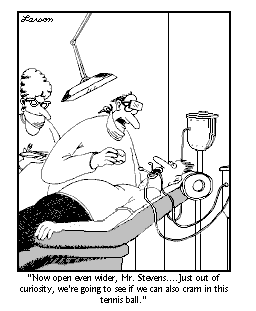 Larson
"Now open even wider, Mr. Stevens....Just out of
curiosity, we're going to see if we can also cram in this
tennis ball."